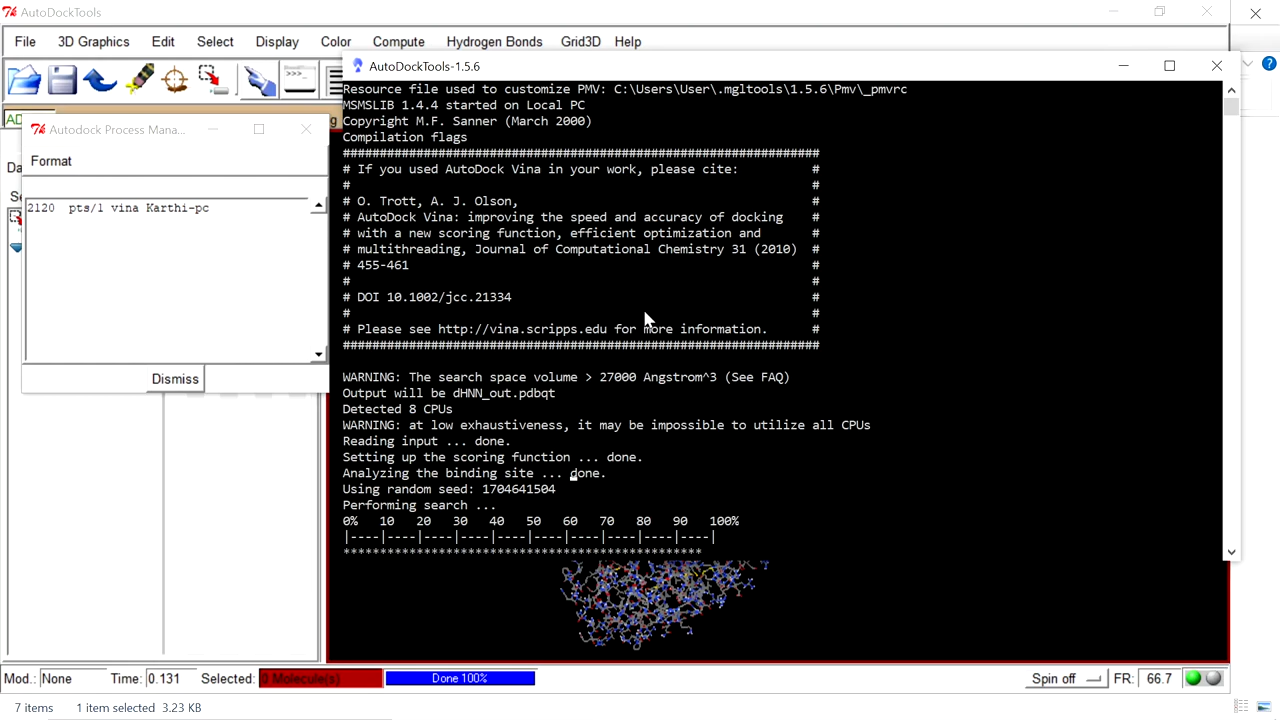 AutoDockTools
File 3D Graphics Edit Select Display Color Compute Hydrogen Bonds Grid3D Help
AutoDockTools-1.5.6
Autodock Process Mana...
Format
2120 pts/1 vina Karthi-pc
Dismiss
Resource file used to customize PMV: C:\Users\User\.mgltools\1.5.6\Pmv\_pmvrc
MSMSLIB 1.4.4 started on Local PC
Copyright M.F. Sanner (March 2000)
Compilation flags
#################################################################
# If you used AutoDock Vina in your work, please cite:          #
#                                                               #
# O. Trott, A. J. Olson,                                        #
# AutoDock Vina: improving the speed and accuracy of docking    #
# with a new scoring function, efficient optimization and       #
# multithreading, Journal of Computational Chemistry 31 (2010)  #
# 455-461                                                       #
#                                                               #
# DOI 10.1002/jcc.21334                                         #
#                                                               #
# Please see http://vina.scripps.edu for more information.      #
#################################################################
WARNING: The search space volume > 27000 Angstrom^3 (See FAQ)
Output will be dHNN_out.pdbqt
Detected 8 CPUs
WARNING: at low exhaustiveness, it may be impossible to utilize all CPUs
Reading input ... done.
Setting up the scoring function ... done.
Analyzing the binding site ... done.
Using random seed: 1704641504
Performing search ...
0%   10   20   30   40   50   60   70   80   90   100%
|----|----|----|----|----|----|----|----|----|----|
*************************************************
Mod.: None Time: 0.131 Selected: 0 Molecule(s) Done 100% Spin off FR: 66.7
7 items 1 item selected 3.23 KB